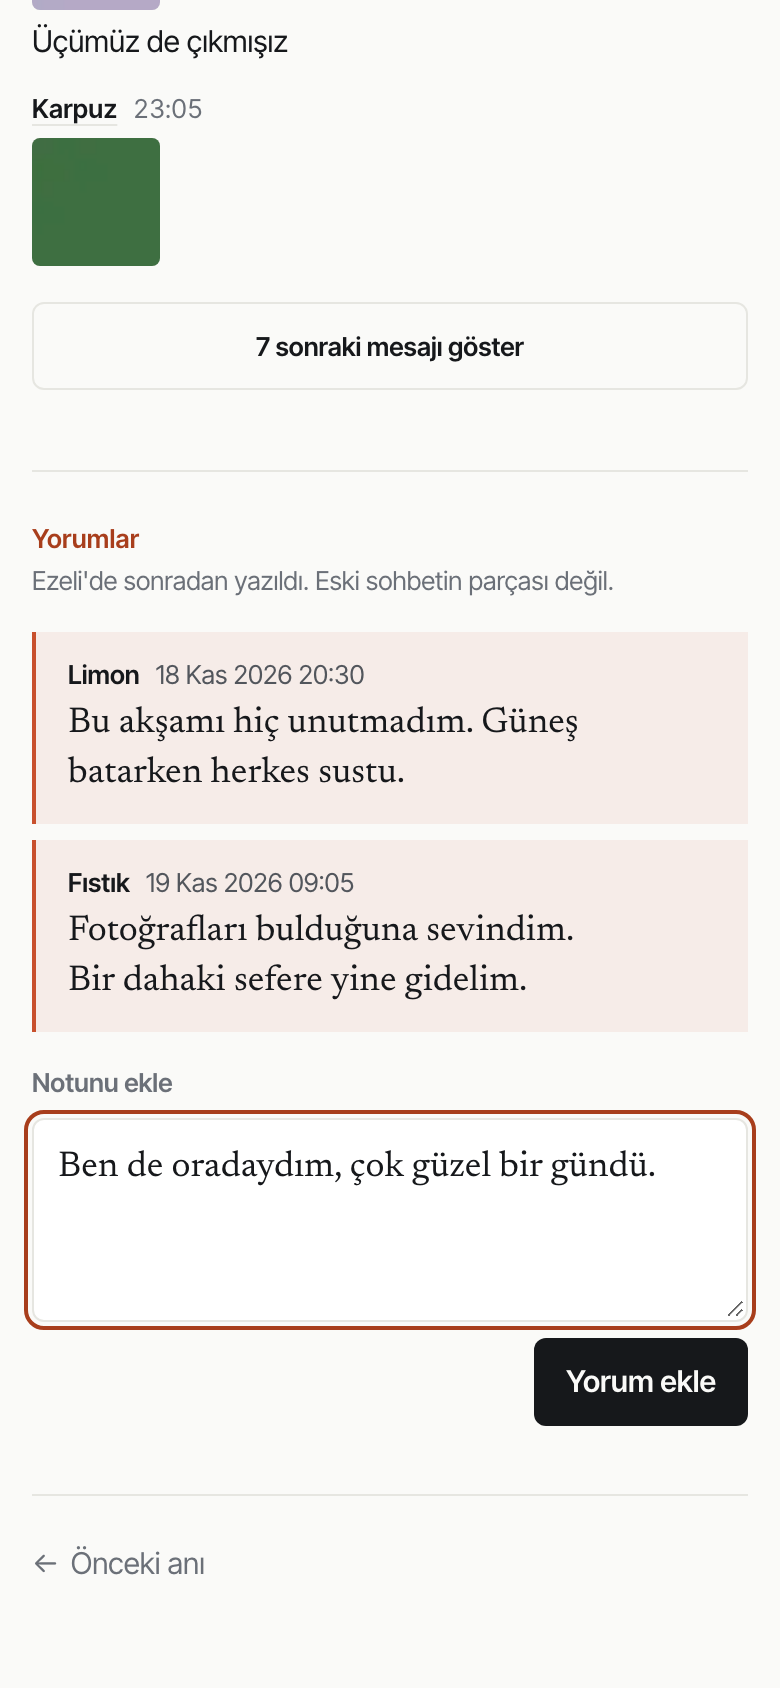 Üçümüz de çıkmışız
Karpuz 23:05
7 sonraki mesajı göster
Yorumlar
Ezeli'de sonradan yazıldı. Eski sohbetin parçası değil.
Limon 18 Kas 2026 20:30
Bu akşamı hiç unutmadım. Güneş
batarken herkes sustu.
Fıstık 19 Kas 2026 09:05
Fotoğrafları bulduğuna sevindim.
Bir dahaki sefere yine gidelim.
Notunu ekle
Ben de oradaydım, çok güzel bir gündü.
Yorum ekle
← Önceki anı